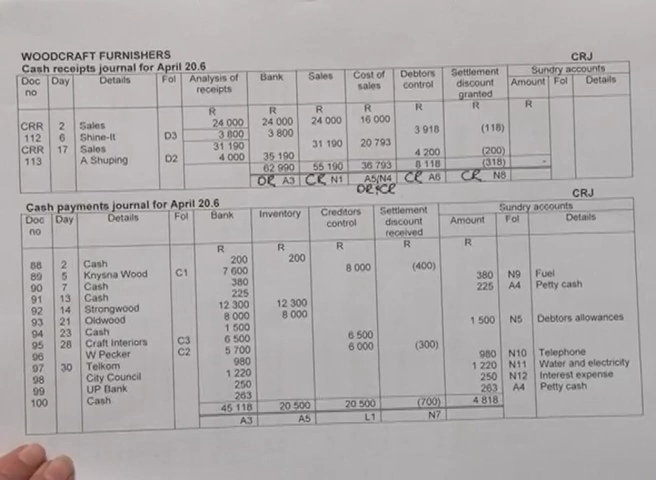 WOODCRAFT FURNISHERS
CRJ
Cash receipts journal for April 20.6
Doc no Day Details Fol Analysis of receipts Bank Sales Cost of sales Debtors control Settlement discount granted Sundry accounts
Amount Fol Details
R R R R R R R
CRR 2 Sales 24 000 24 000 24 000 16 000
112 6 Shine-It D3 3 800 3 800 3 918 (118)
CRR 17 Sales 31 190 31 190 20 793
113 A Shuping D2 4 000 35 190 4 200 (200)
62 990 55 190 36 793 8 118 (318) -
DR A3 CR N1 A5/N4 CR A6 CR N8
DR/CR
CRJ
Cash payments journal for April 20.6
Doc no Day Details Fol Bank Inventory Creditors control Settlement discount received Sundry accounts
Amount Fol Details
R R R R R
88 2 Cash 200 200
89 5 Knysna Wood C1 7 600 8 000 (400)
90 7 Cash 380 380 N9 Fuel
91 13 Cash 225 225 A4 Petty cash
92 14 Strongwood 12 300 12 300
93 21 Oldwood 8 000 8 000
94 23 Cash 1 500 1 500 N5 Debtors allowances
95 28 Craft Interiors C3 6 500 6 500
96 W Pecker C2 5 700 6 000 (300)
97 30 Telkom 980 980 N10 Telephone
98 City Council 1 220 1 220 N11 Water and electricity
99 UP Bank 250 250 N12 Interest expense
100 Cash 263 263 A4 Petty cash
45 118 20 500 20 500 (700) 4 818
A3 A5 L1 N7